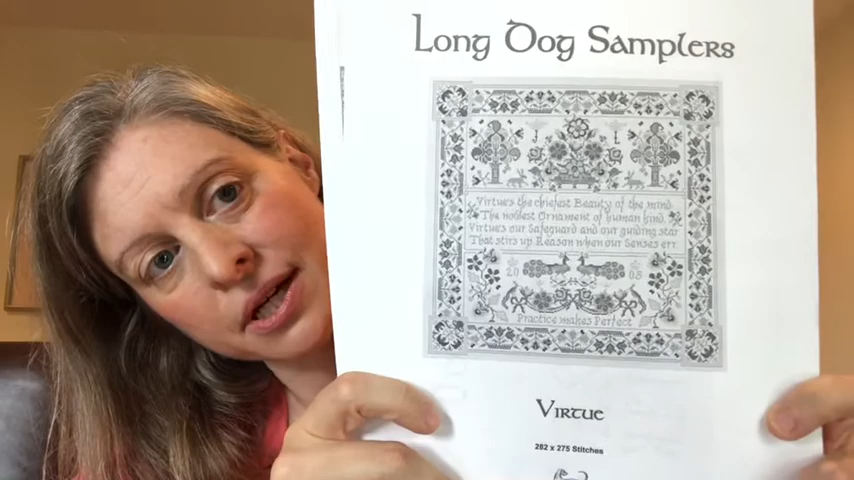 Long Dog Samplers
Virtue's the chiefest Beauty of the mind
The noblest Ornament of human kind.
Virtue's our Safeguard and our guiding star
That stirs up Reason when our Senses err.
2005
Practice makes Perfect
Virtue
282 x 275 Stitches